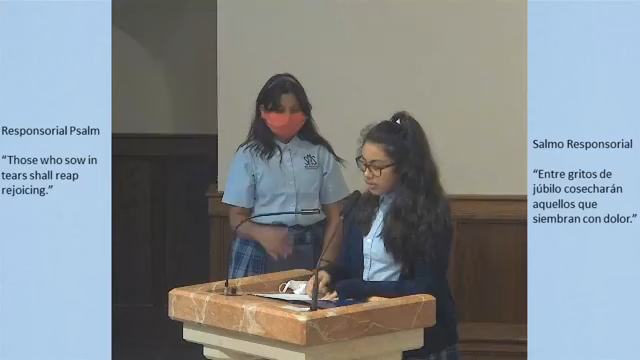 Responsorial Psalm
“Those who sow in
tears shall reap
rejoicing.”
Salmo Responsorial
“Entre gritos de
júbilo cosecharán
aquellos que
siembran con dolor.”